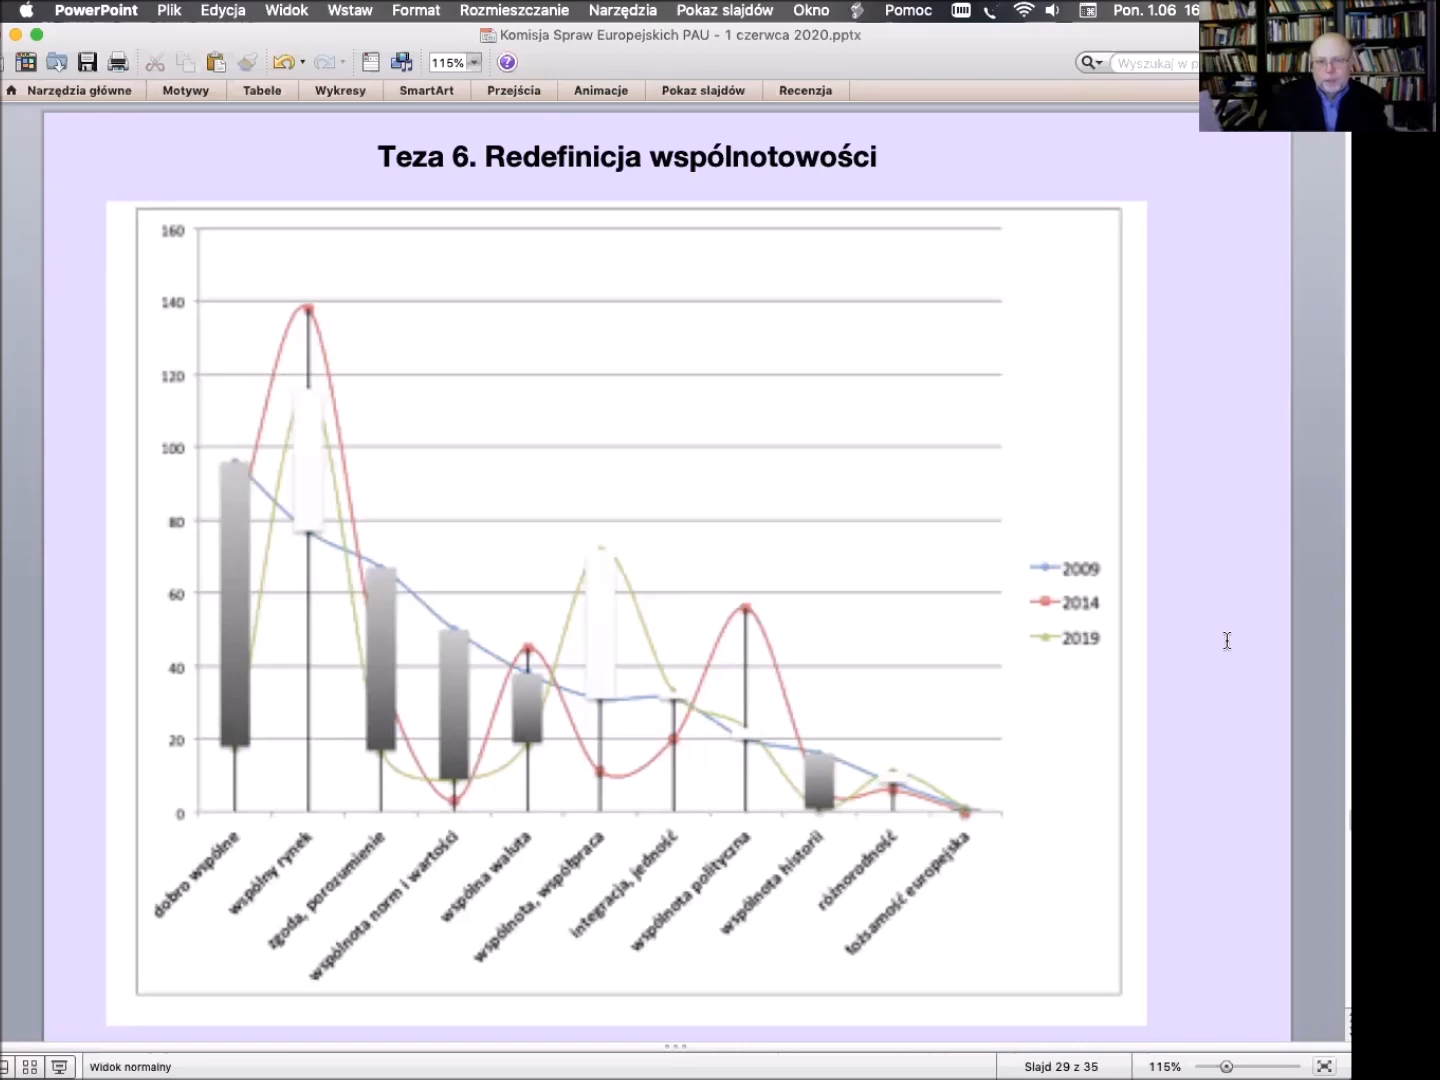 PowerPoint Plik Edycja Widok Wstaw Format Rozmieszczanie Narzędzia Pokaz slajdów Okno Pomoc Pon. 1.06 16
Komisja Spraw Europejskich PAU - 1 czerwca 2020.pptx
115%
Wyszukaj w p
Narzędzia główne Motywy Tabele Wykresy SmartArt Przejścia Animacje Pokaz slajdów Recenzja
Teza 6. Redefinicja wspólnotowości
160
140
120
100
80
60
40
20
0
2009
2014
2019
dobro wspólne
wspólny rynek
zgoda, porozumienie
wspólnota norm i wartości
wspólna waluta
wspólnota, współpraca
integracja, jedność
wspólnota polityczna
wspólnota historii
różnorodność
tożsamość europejska
Widok normalny Slajd 29 z 35 115%